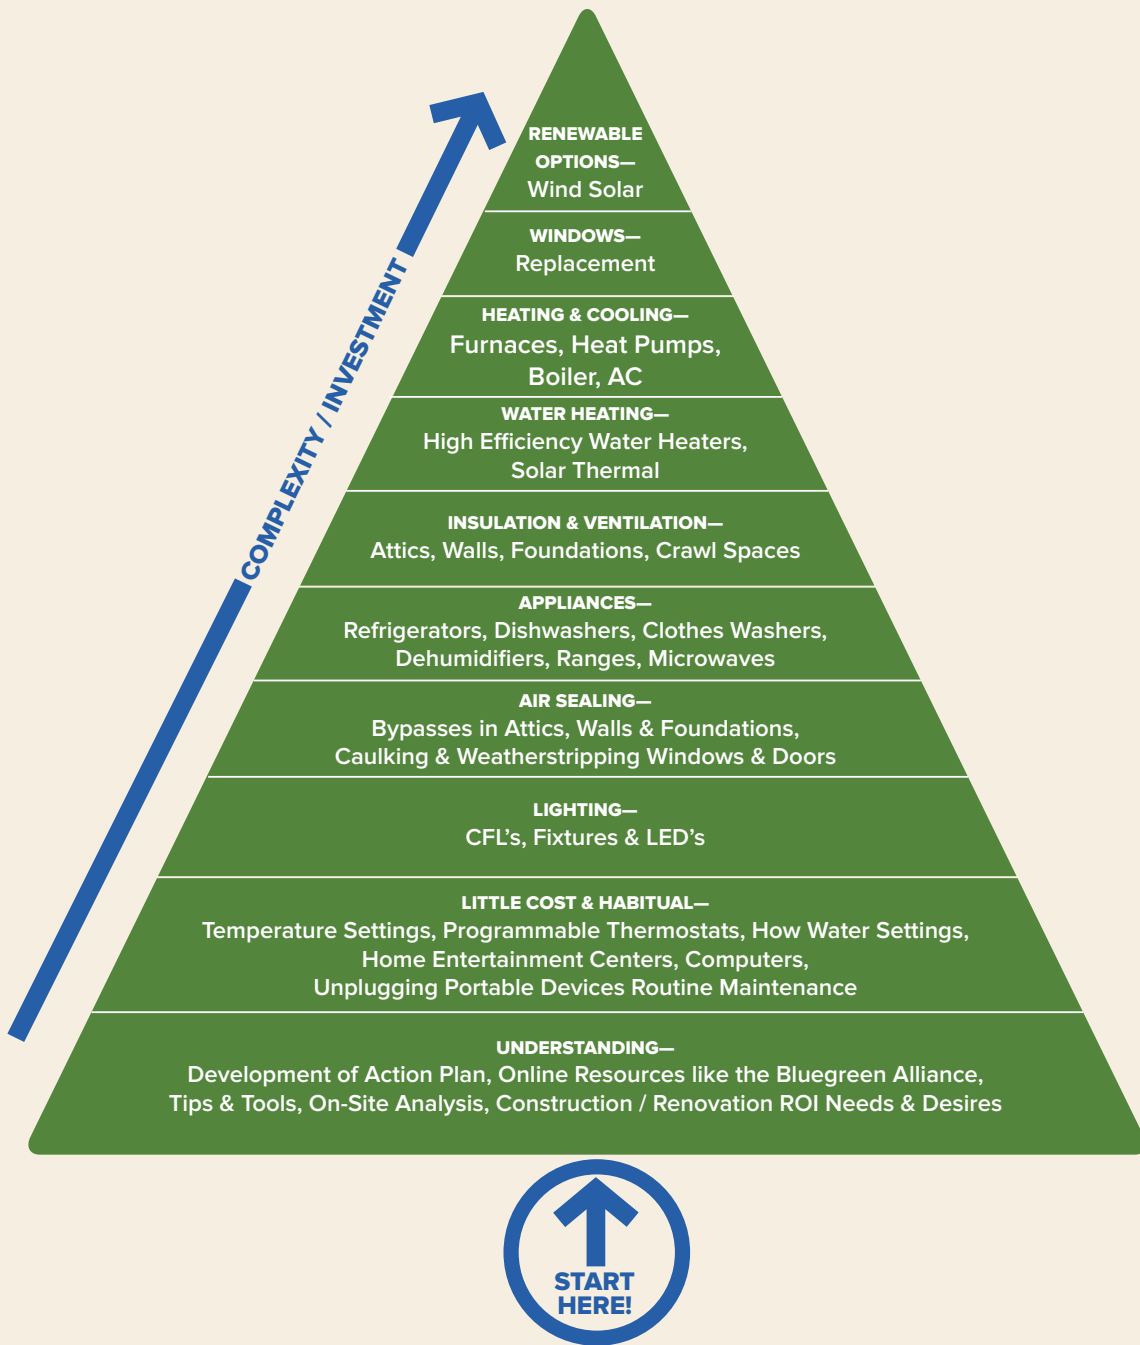 RENEWABLE
OPTIONS—
Wind Solar
WINDOWS—
Replacement
HEATING & COOLING—
Furnaces, Heat Pumps,
Boiler, AC
WATER HEATING—
High Efficiency Water Heaters,
Solar Thermal
INSULATION & VENTILATION—
Attics, Walls, Foundations, Crawl Spaces
APPLIANCES—
Refrigerators, Dishwashers, Clothes Washers,
Dehumidifiers, Ranges, Microwaves
AIR SEALING—
Bypasses in Attics, Walls & Foundations,
Caulking & Weatherstripping Windows & Doors
LIGHTING—
CFL’s, Fixtures & LED’s
LITTLE COST & HABITUAL—
Temperature Settings, Programmable Thermostats, How Water Settings,
Home Entertainment Centers, Computers,
Unplugging Portable Devices Routine Maintenance
UNDERSTANDING—
Development of Action Plan, Online Resources like the Bluegreen Alliance,
Tips & Tools, On-Site Analysis, Construction / Renovation ROI Needs & Desires
COMPLEXITY / INVESTMENT
START
HERE!